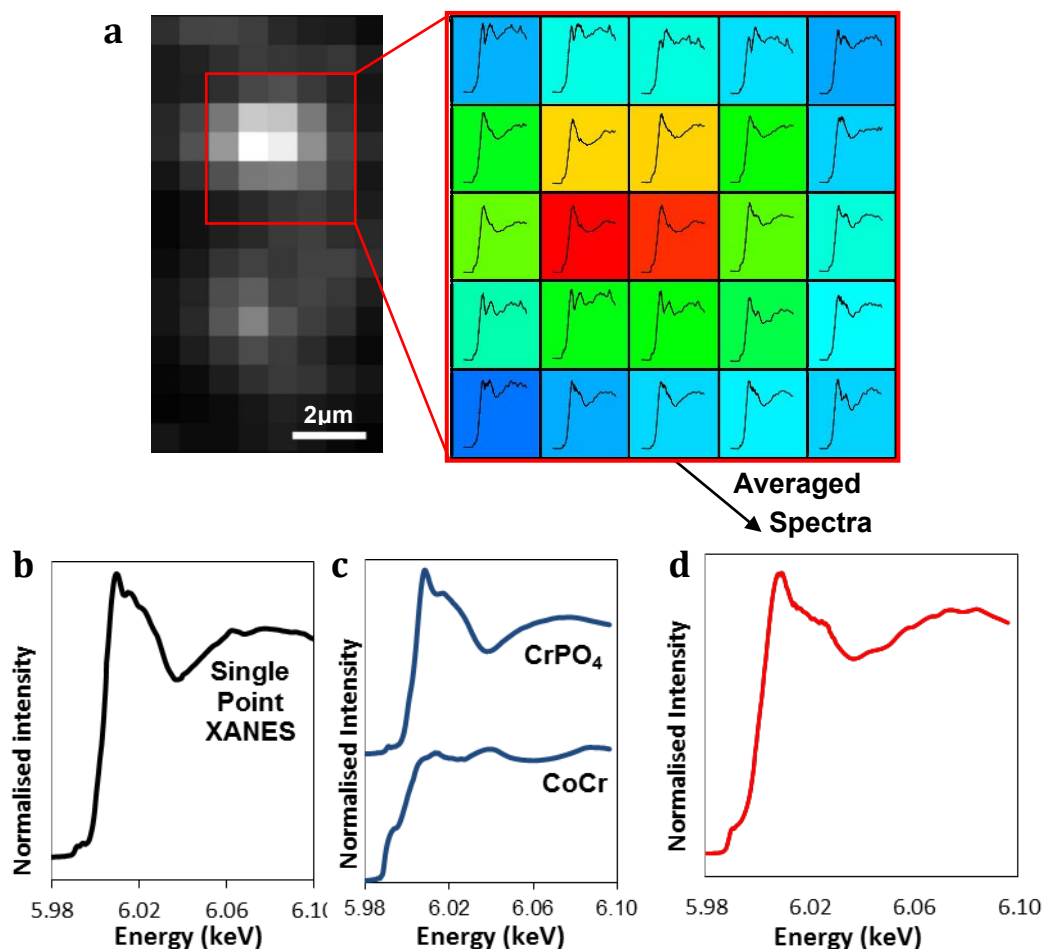 a
2µm
Averaged
Spectra
b
Normalised intensity
Single
Point
XANES
5.98
6.02
6.06
6.10
Energy (keV)
c
Normalised Intensity
CrPO4
CoCr
5.98
6.02
6.06
6.10
Energy (keV)
d
Normalised Intensity
5.98
6.02
6.06
6.10
Energy (keV)